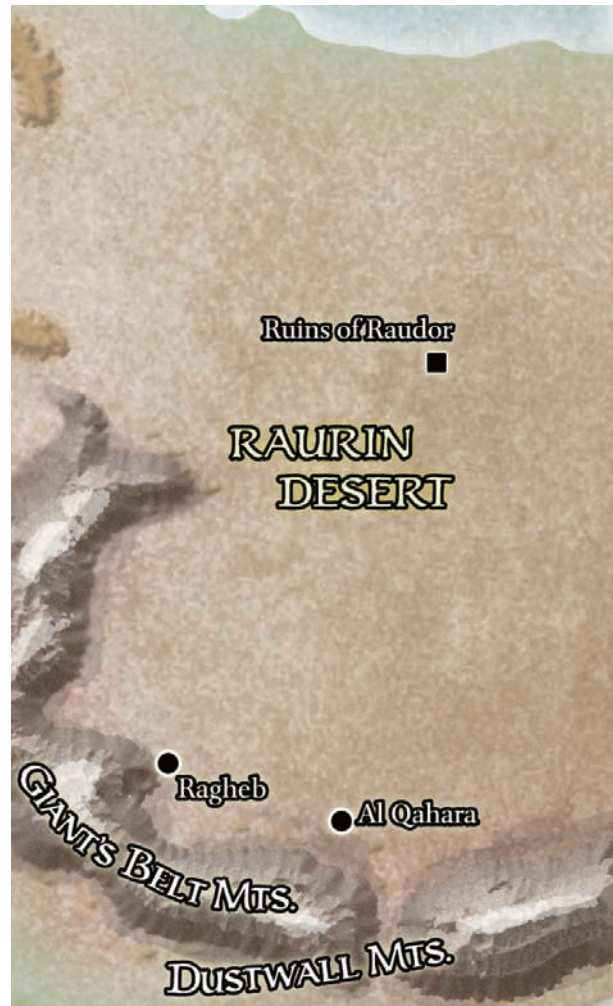 Ruins of Raudor
RAURIN
DESERT
Ragheb
Al Qahara
GIANT'S BELT MTS.
DUSTWALL MTS.